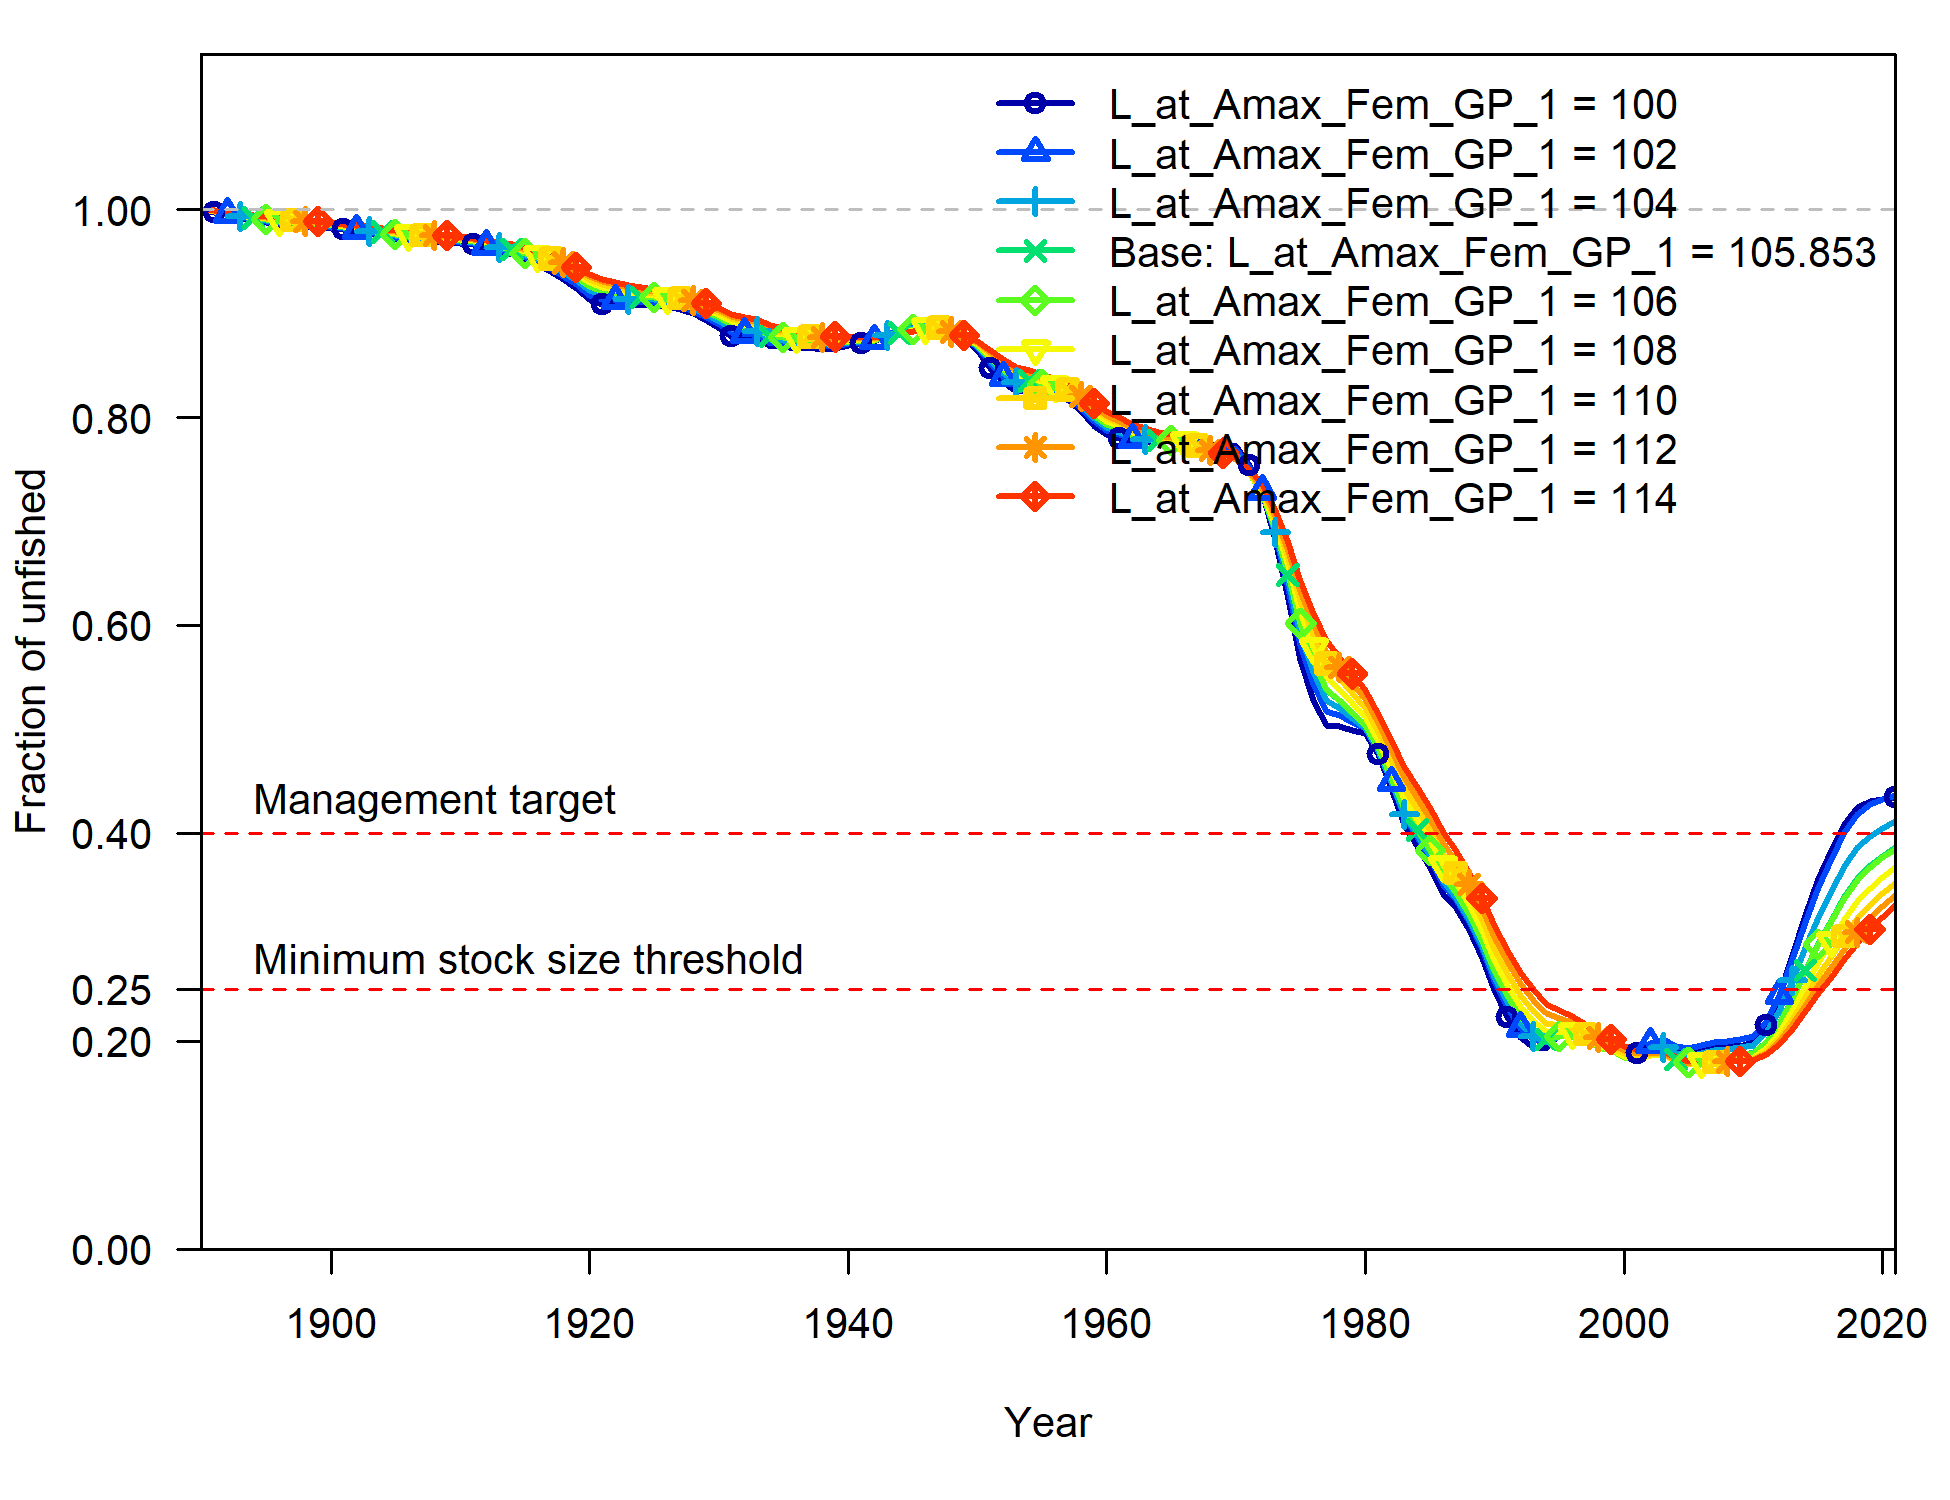 L_at_Amax_Fem_GP_1 = 100
L_at_Amax_Fem_GP_1 = 102
L_at_Amax_Fem_GP_1 = 104
Base: L_at_Amax_Fem_GP_1 = 105.853
L_at_Amax_Fem_GP_1 = 106
L_at_Amax_Fem_GP_1 = 108
L_at_Amax_Fem_GP_1 = 110
L_at_Amax_Fem_GP_1 = 112
L_at_Amax_Fem_GP_1 = 114
Fraction of unfished
1.00
0.80
0.60
0.40
0.25
0.20
0.00
Management target
Minimum stock size threshold
1900 1920 1940 1960 1980 2000 2020
Year